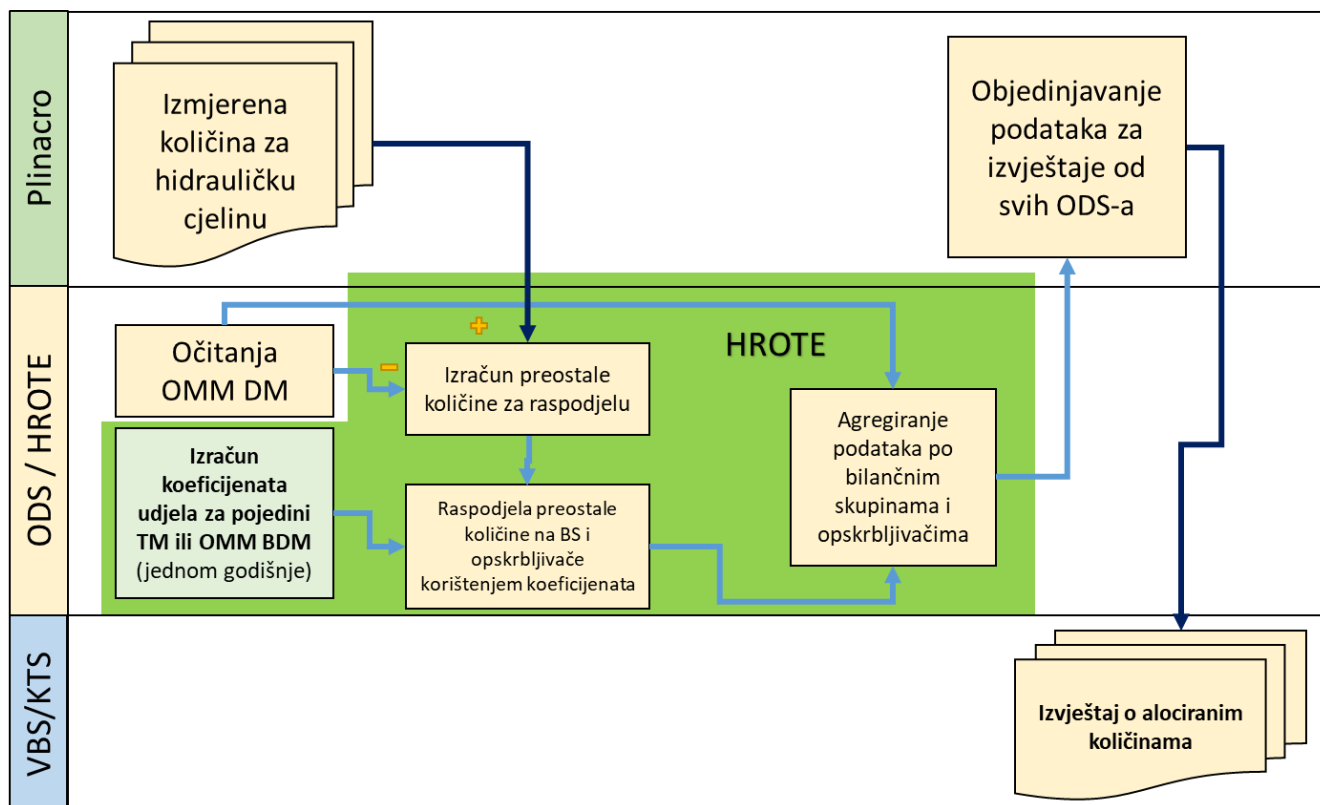 Plinacro
Izmjerena
količina za
hidrauličku
cjelinu
Objedinjavanje
podataka za
izvještaje od
svih ODS-a
ODS / HROTE
HROTE
Očitanja
OMM DM
Izračun preostale
količine za raspodjelu
Izračun
koeficijenata
udjela za pojedini
TM ili OMM BDM
(jednom godišnje)
Raspodjela preostale
količine na BS i
opskrbljivače
korištenjem koeficijenata
Agregiranje
podataka po
bilančnim
skupinama i
opskrbljivačima
VBS/KTS
Izvještaj o alociranim
količinama